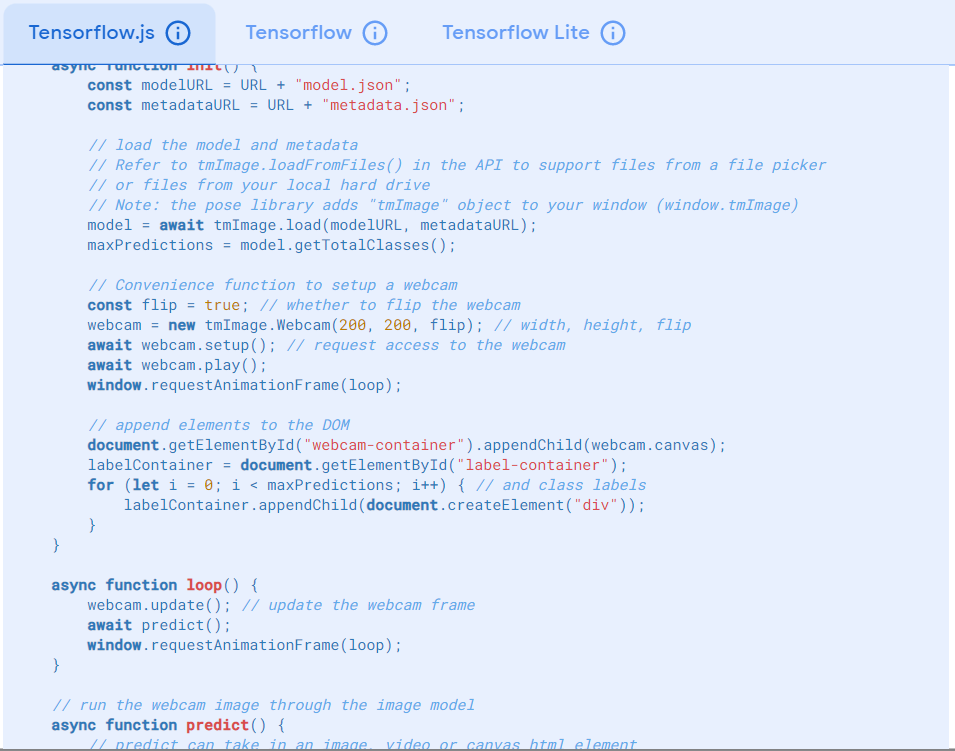 Tensorflow.js Tensorflow Tensorflow Lite
async function init() {
const modelURL = URL + "model.json";
const metadataURL = URL + "metadata.json";
// load the model and metadata
// Refer to tmImage.loadFromFiles() in the API to support files from a file picker
// or files from your local hard drive
// Note: the pose library adds "tmImage" object to your window (window.tmImage)
model = await tmImage.load(modelURL, metadataURL);
maxPredictions = model.getTotalClasses();
// Convenience function to setup a webcam
const flip = true; // whether to flip the webcam
webcam = new tmImage.Webcam(200, 200, flip); // width, height, flip
await webcam.setup(); // request access to the webcam
await webcam.play();
window.requestAnimationFrame(loop);
// append elements to the DOM
document.getElementById("webcam-container").appendChild(webcam.canvas);
labelContainer = document.getElementById("label-container");
for (let i = 0; i < maxPredictions; i++) { // and class labels
labelContainer.appendChild(document.createElement("div"));
}
}
async function loop() {
webcam.update(); // update the webcam frame
await predict();
window.requestAnimationFrame(loop);
}
// run the webcam image through the image model
async function predict() {
// predict can take in an image, video or canvas html element